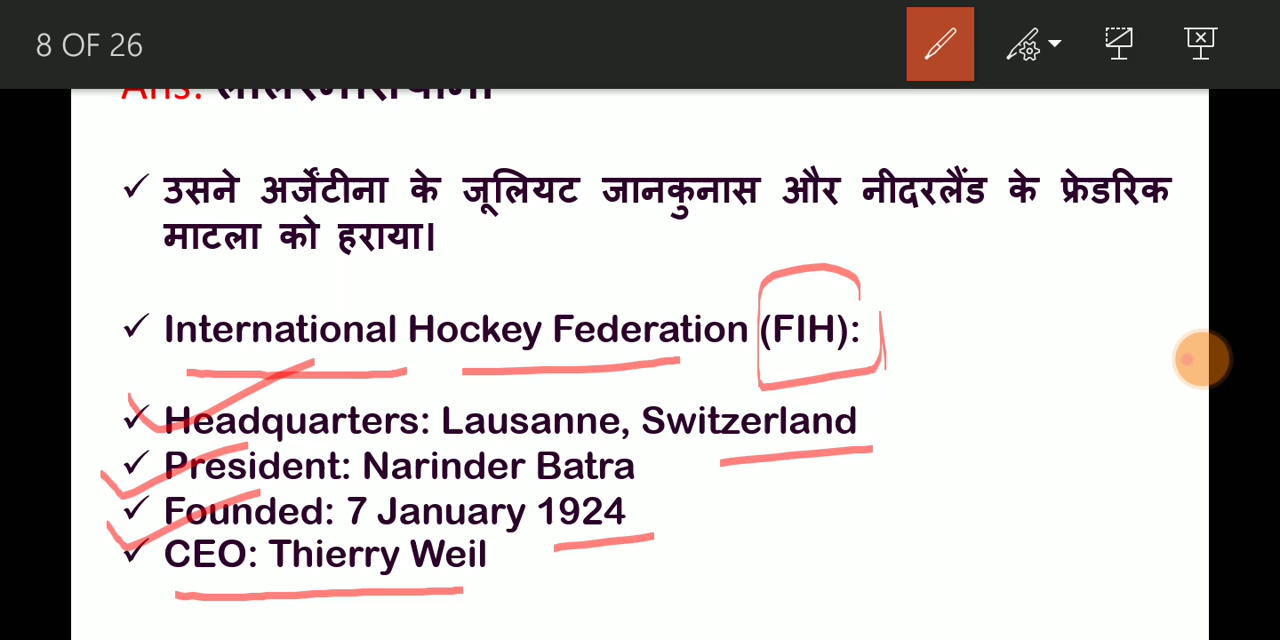 8 OF 26
Ans:
✓ उसने अर्जेंटीना के जूलियट जानकुनास और नीदरलैंड के फ्रेडरिक
माटला को हराया।
✓ International Hockey Federation (FIH):
✓ Headquarters: Lausanne, Switzerland
✓ President: Narinder Batra
✓ Founded: 7 January 1924
✓ CEO: Thierry Weil